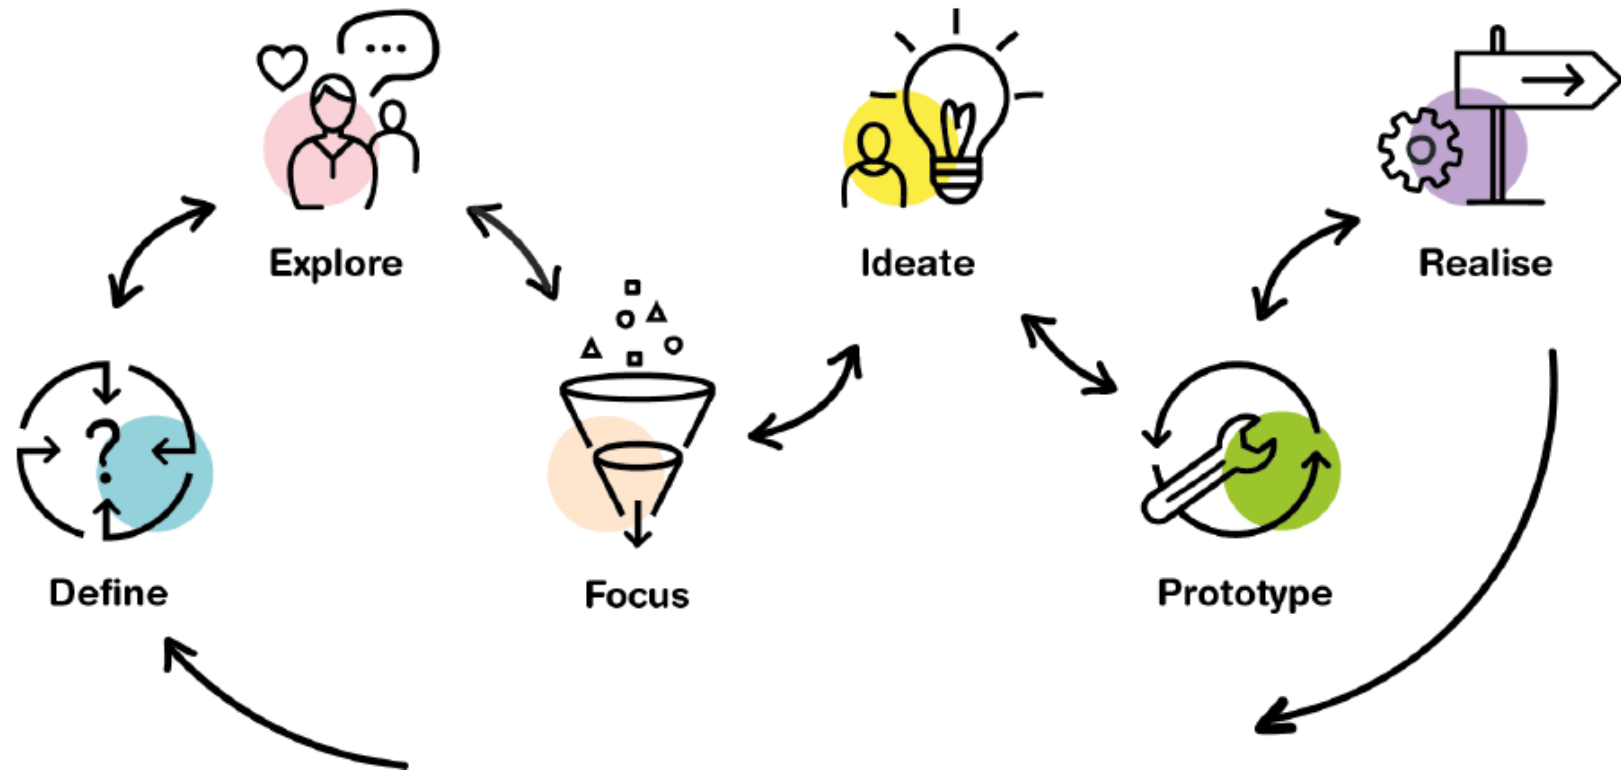 Explore
Ideate
Realise
?
Define
Focus
Prototype